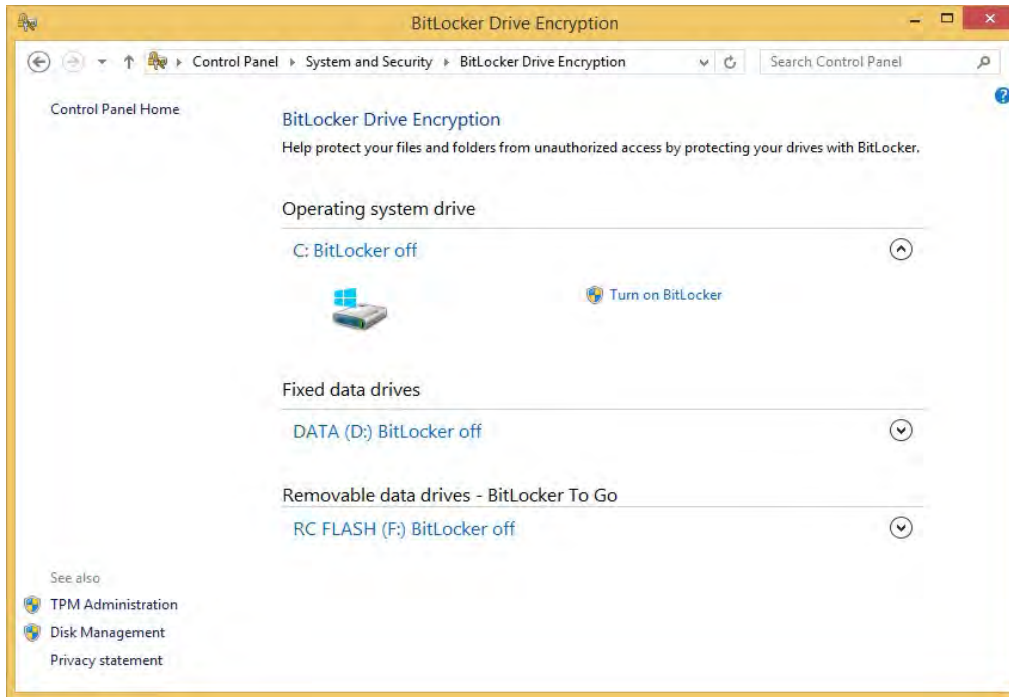 BitLocker Drive Encryption
Control Panel ▸ System and Security ▸ BitLocker Drive Encryption
Search Control Panel
Control Panel Home
BitLocker Drive Encryption
Help protect your files and folders from unauthorized access by protecting your drives with BitLocker.
Operating system drive
C: BitLocker off
Turn on BitLocker
Fixed data drives
DATA (D:) BitLocker off
Removable data drives - BitLocker To Go
RC FLASH (F:) BitLocker off
See also
TPM Administration
Disk Management
Privacy statement